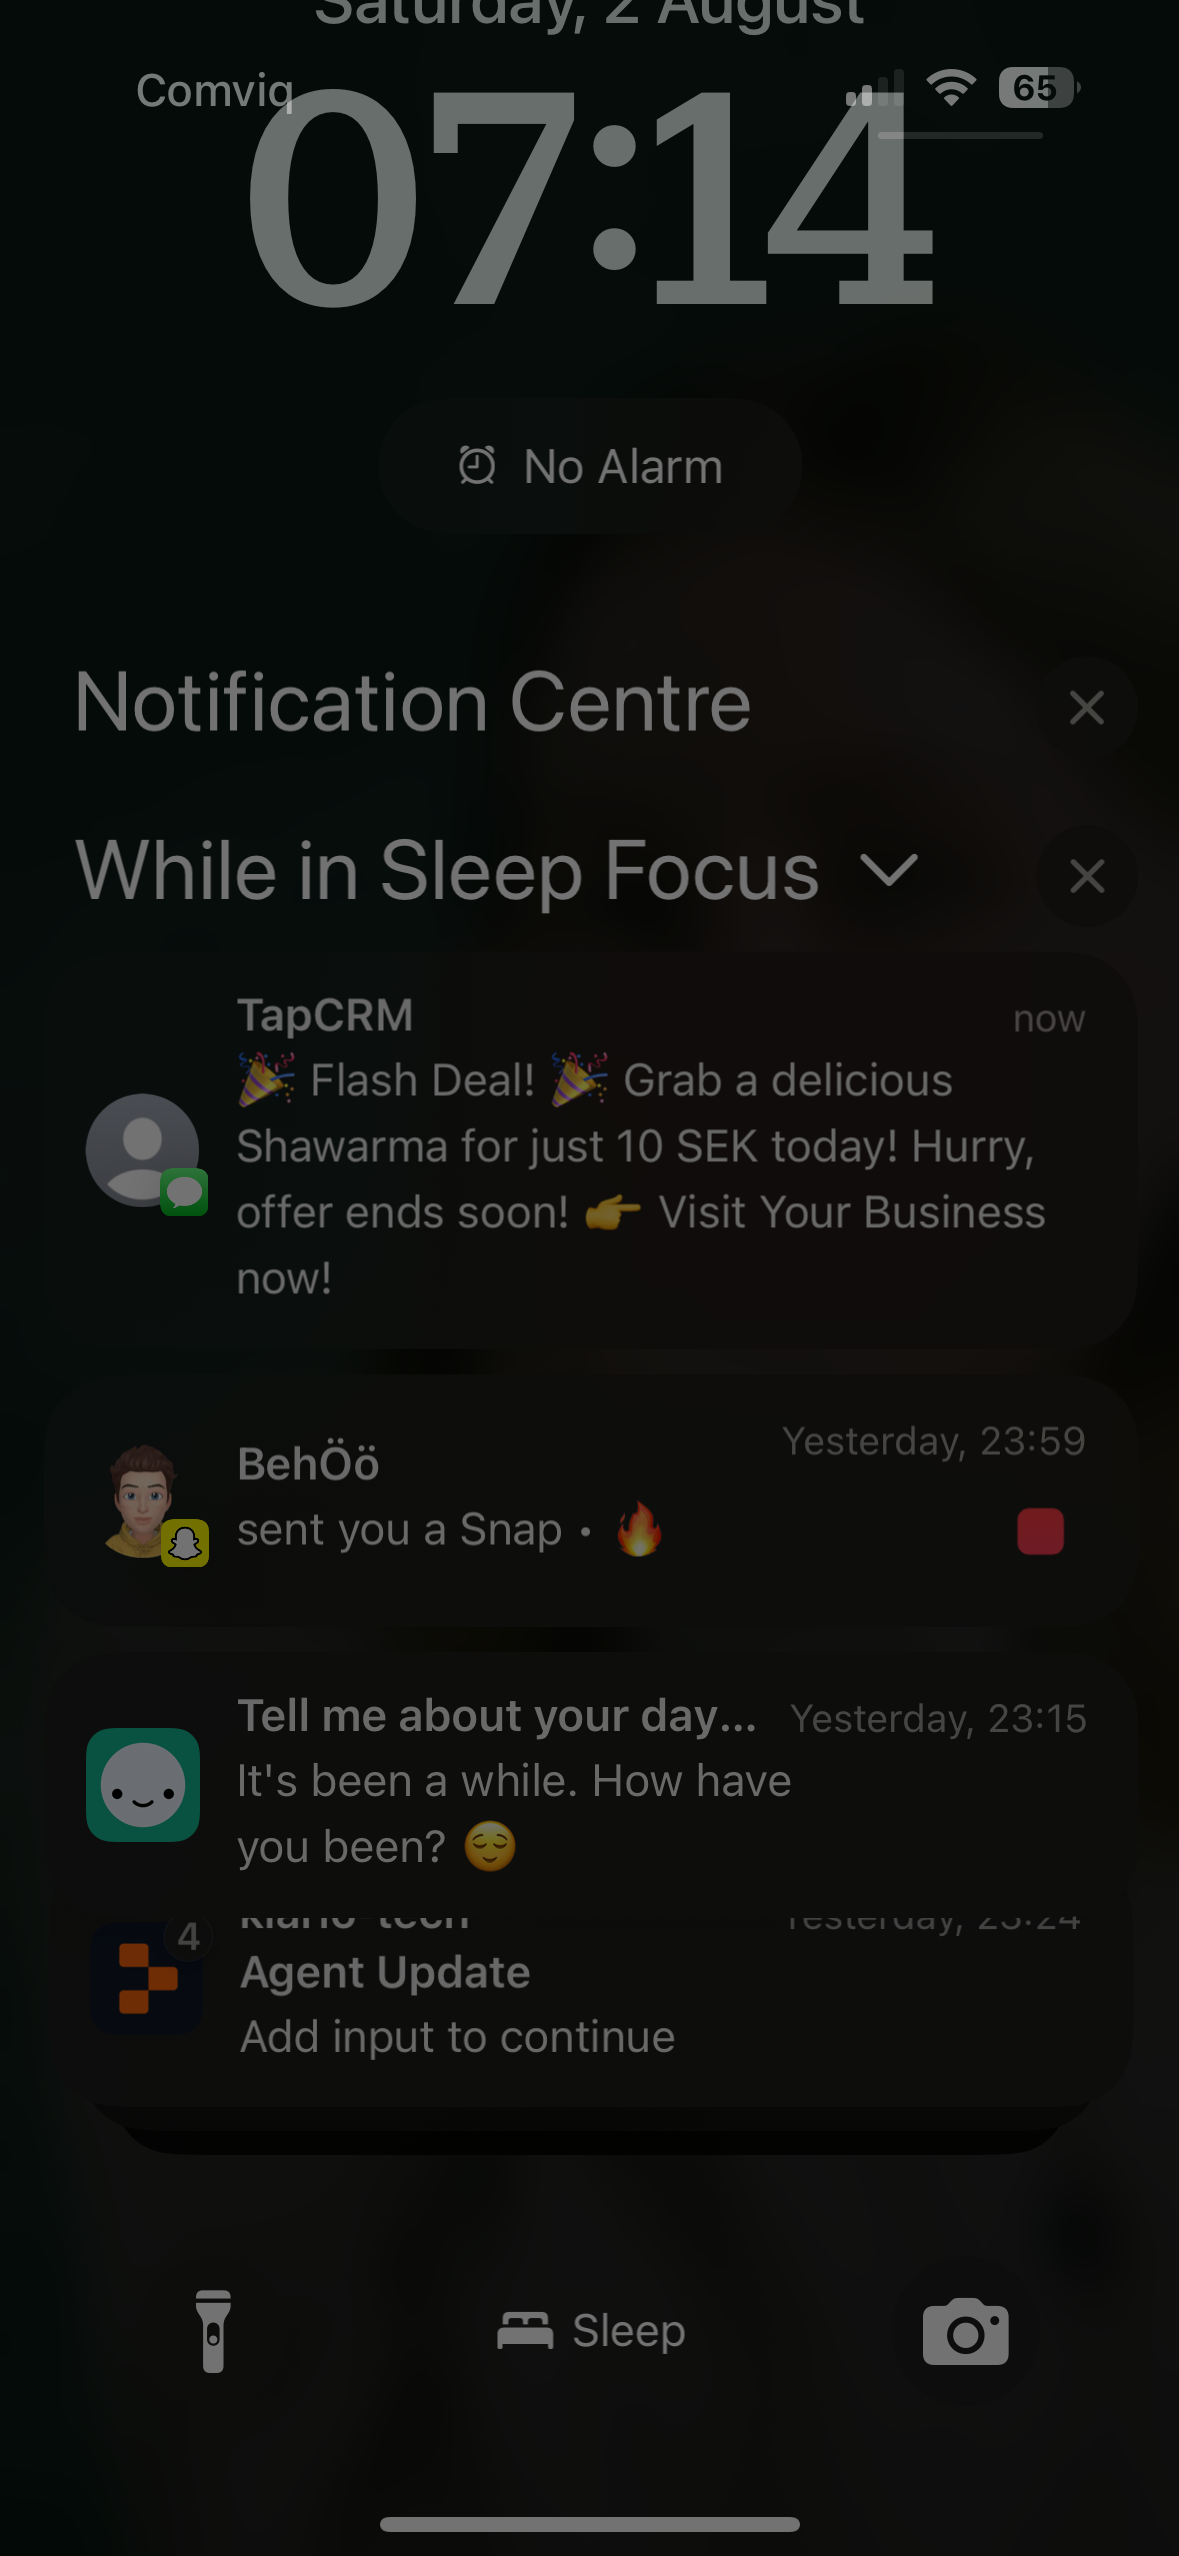 Saturday, 2 August
Comviq
65
07:14
No Alarm
Notification Centre
While in Sleep Focus
TapCRM
now
🎉 Flash Deal! 🎉 Grab a delicious
Shawarma for just 10 SEK today! Hurry,
offer ends soon! 👉 Visit Your Business
now!
BehÖö
Yesterday, 23:59
sent you a Snap • 🔥
Tell me about your day...
Yesterday, 23:15
It's been a while. How have
you been? 😌
4
Yesterday, 23:24
Agent Update
Add input to continue
Sleep